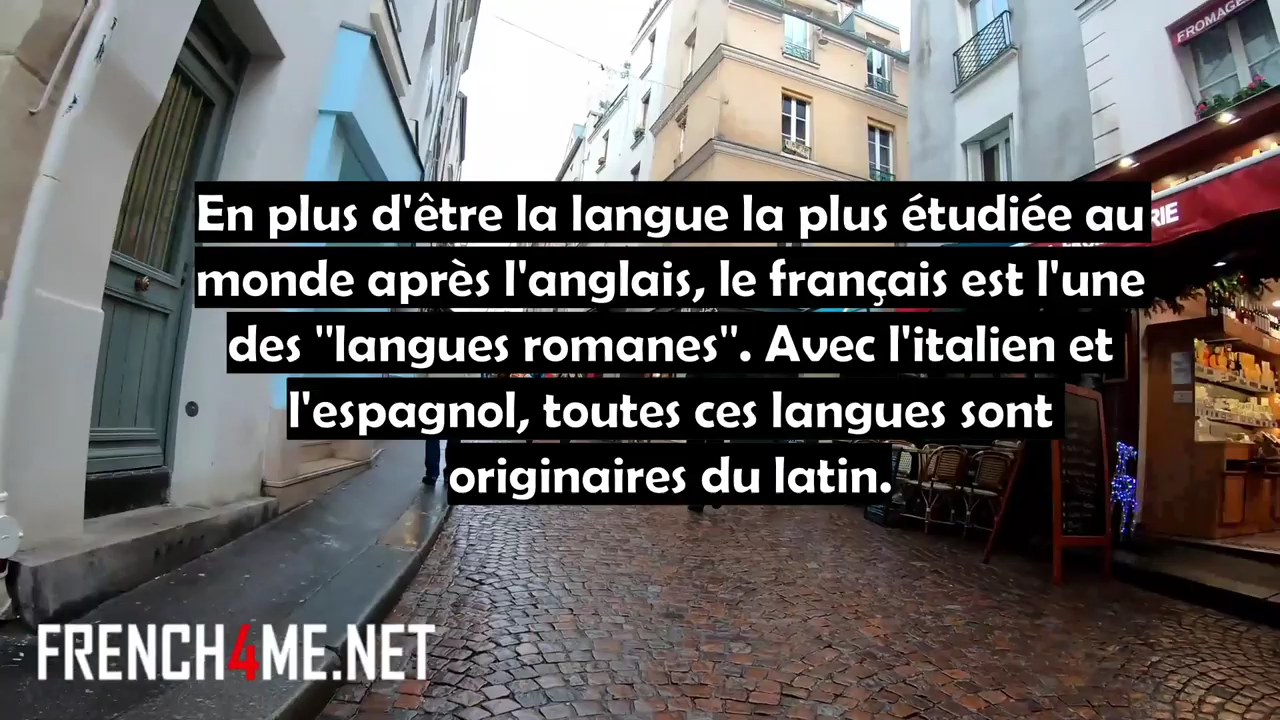 FROMAGE
RIE
En plus d'être la langue la plus étudiée au
monde après l'anglais, le français est l'une
des "langues romanes". Avec l'italien et
l'espagnol, toutes ces langues sont
originaires du latin.
FRENCH4ME.NET